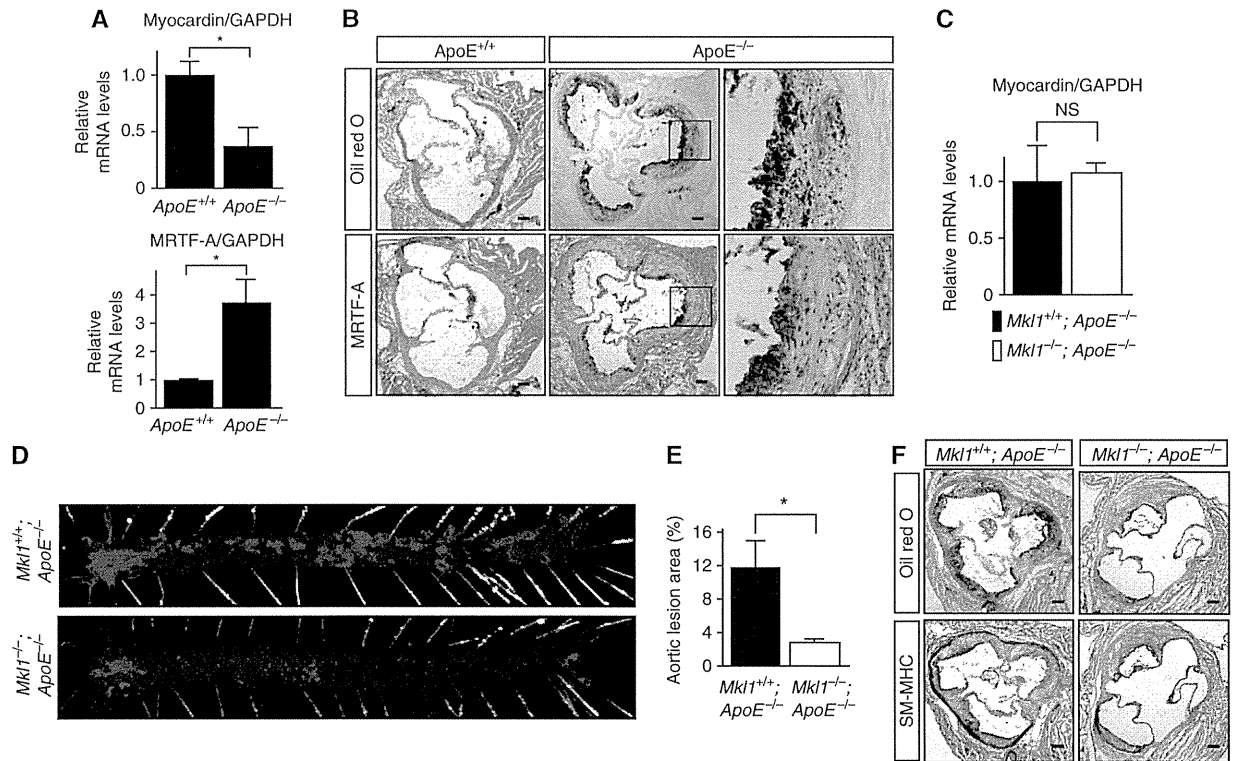 A
Myocardin/GAPDH
*
Relative
mRNA levels
1.0
0.5
0
ApoE+/+ ApoE−/−
MRTF-A/GAPDH
*
Relative
mRNA levels
4
3
2
1
0
ApoE+/+ ApoE−/−
B
ApoE+/+ ApoE−/−
Oil red O
MRTF-A
C
Myocardin/GAPDH
NS
Relative mRNA levels
1.0
0.5
0
Mkl1+/+; ApoE−/−
Mkl1−/−; ApoE−/−
D
Mkl1+/+;
ApoE−/−
Mkl1−/−;
ApoE−/−
E
*
Aortic lesion area (%)
16
12
8
4
0
Mkl1+/+; Mkl1−/−;
ApoE−/− ApoE−/−
F
Mkl1+/+; ApoE−/− Mkl1−/−; ApoE−/−
Oil red O
SM-MHC